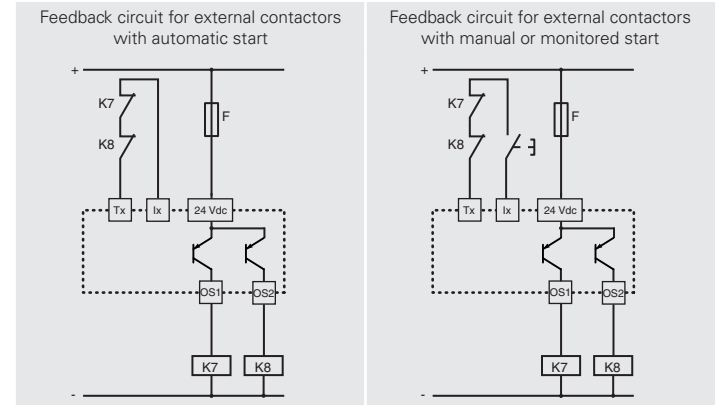 Feedback circuit for external contactors
with automatic start
+
K7
F
K8
Tx
Ix
24 Vdc
OS1
OS2
K7
K8
-
Feedback circuit for external contactors
with manual or monitored start
+
K7
F
K8
Tx
Ix
24 Vdc
OS1
OS2
K7
K8
-